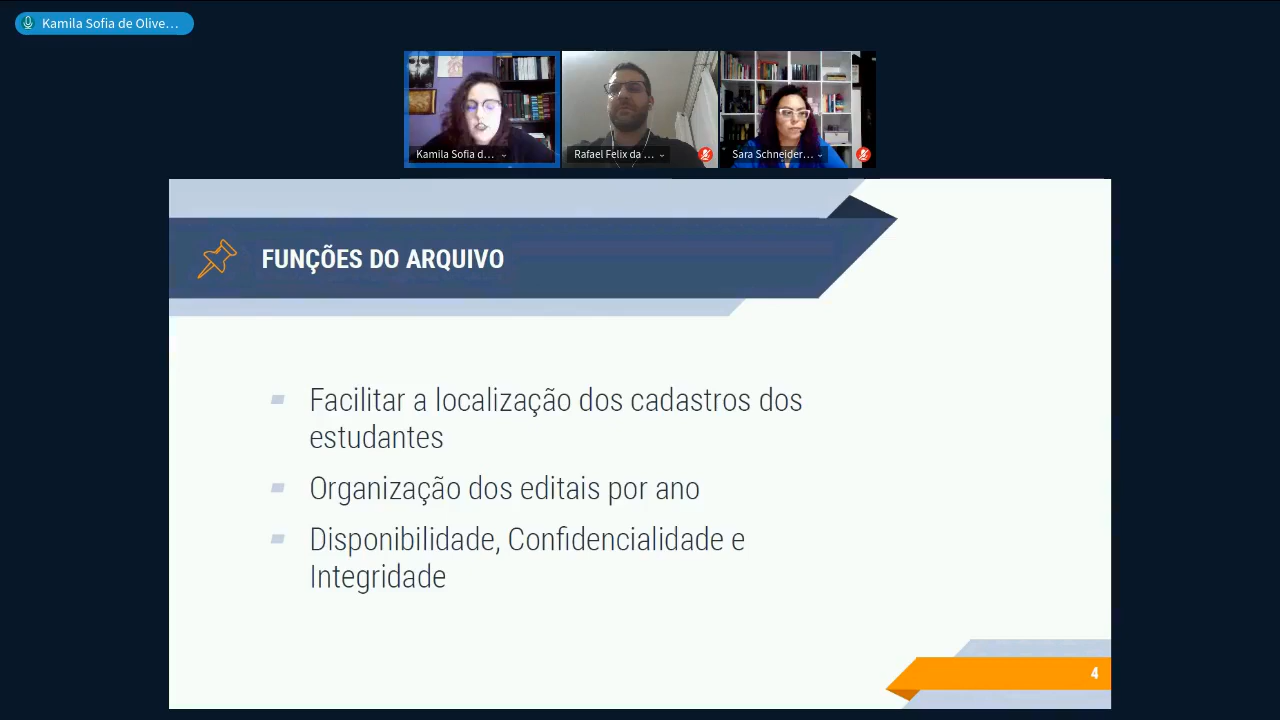 Kamila Sofia de Olive...
Kamila Sofia d...
Rafael Felix da ...
Sara Schneider...
FUNÇÕES DO ARQUIVO
Facilitar a localização dos cadastros dos
estudantes
Organização dos editais por ano
Disponibilidade, Confidencialidade e
Integridade
4